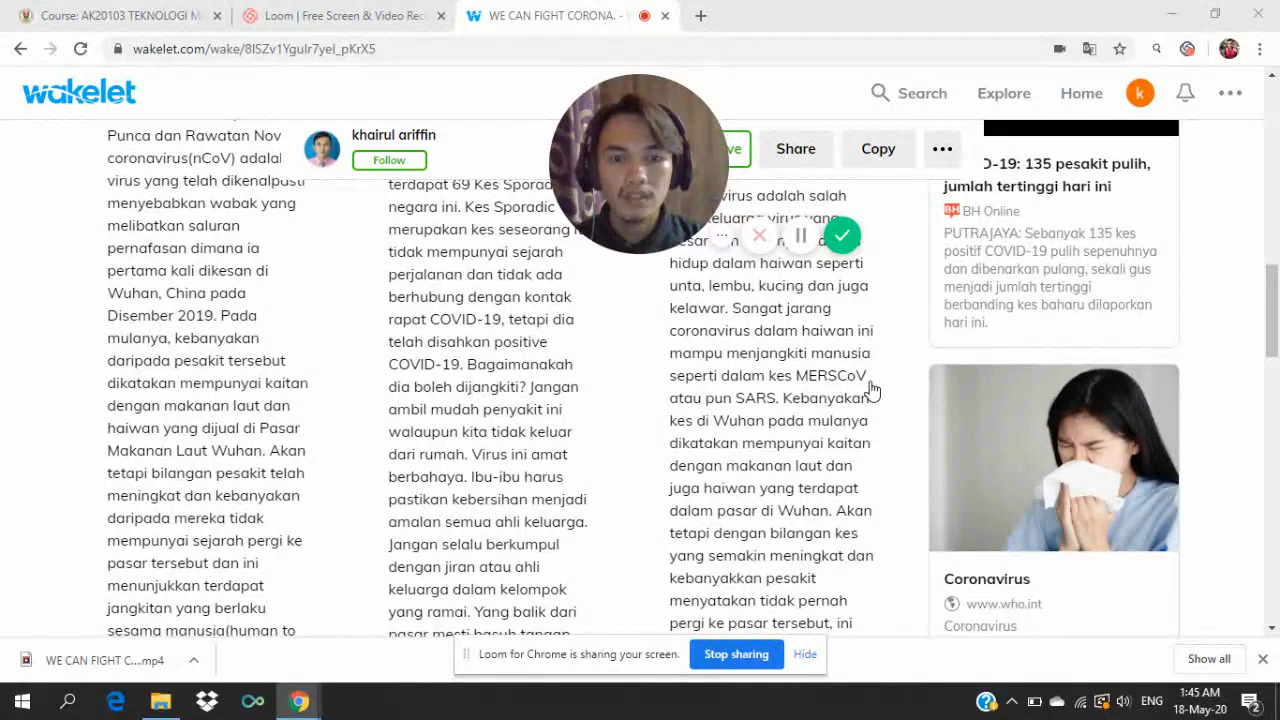 Course: AK20103 TEKNOLOGI M
Loom | Free Screen & Video Rec
WE CAN FIGHT CORONA. -
wakelet.com/wake/8lSZv1Ygulr7yel_pKrX5
wakelet
Search
Explore
Home
k
khairul ariffin
Follow
Share
Copy
Punca dan Rawatan Nov
coronavirus(nCoV) adalal
virus yang telah dikenalpasti
menyebabkan wabak yang
melibatkan saluran
pernafasan dimana ia
pertama kali dikesan di
Wuhan, China pada
Disember 2019. Pada
mulanya, kebanyakan
daripada pesakit tersebut
dikatakan mempunyai kaitan
dengan makanan laut dan
haiwan yang dijual di Pasar
Makanan Laut Wuhan. Akan
tetapi bilangan pesakit telah
meningkat dan kebanyakan
daripada mereka tidak
mempunyai sejarah pergi ke
pasar tersebut dan ini
menunjukkan terdapat
jangkitan yang berlaku
sesama manusia(human to
terdapat 69 Kes Sporad
negara ini. Kes Sporadic
merupakan kes seseorang
tidak mempunyai sejarah
perjalanan dan tidak ada
berhubung dengan kontak
rapat COVID-19, tetapi dia
telah disahkan positive
COVID-19. Bagaimanakah
dia boleh dijangkiti? Jangan
ambil mudah penyakit ini
walaupun kita tidak keluar
dari rumah. Virus ini amat
berbahaya. Ibu-ibu harus
pastikan kebersihan menjadi
amalan semua ahli keluarga.
Jangan selalu berkumpul
dengan jiran atau ahli
keluarga dalam kelompok
yang ramai. Yang balik dari
pasar mesti basuh tangan
virus adalah salah
keluarga virus yang
hidup dalam haiwan seperti
unta, lembu, kucing dan juga
kelawar. Sangat jarang
coronavirus dalam haiwan ini
mampu menjangkiti manusia
seperti dalam kes MERSCoV
atau pun SARS. Kebanyakan
kes di Wuhan pada mulanya
dikatakan mempunyai kaitan
dengan makanan laut dan
juga haiwan yang terdapat
dalam pasar di Wuhan. Akan
tetapi dengan bilangan kes
yang semakin meningkat dan
kebanyakkan pesakit
menyatakan tidak pernah
pergi ke pasar tersebut, ini
D-19: 135 pesakit pulih,
jumlah tertinggi hari ini
BH BH Online
PUTRAJAYA: Sebanyak 135 kes
positif COVID-19 pulih sepenuhnya
dan dibenarkan pulang, sekali gus
menjadi jumlah tertinggi
berbanding kes baharu dilaporkan
hari ini.
Coronavirus
www.who.int
Coronavirus
Loom for Chrome is sharing your screen.
Stop sharing
Hide
WE CAN FIGHT C....mp4
Show all
ENG
1:45 AM
18-May-20
2